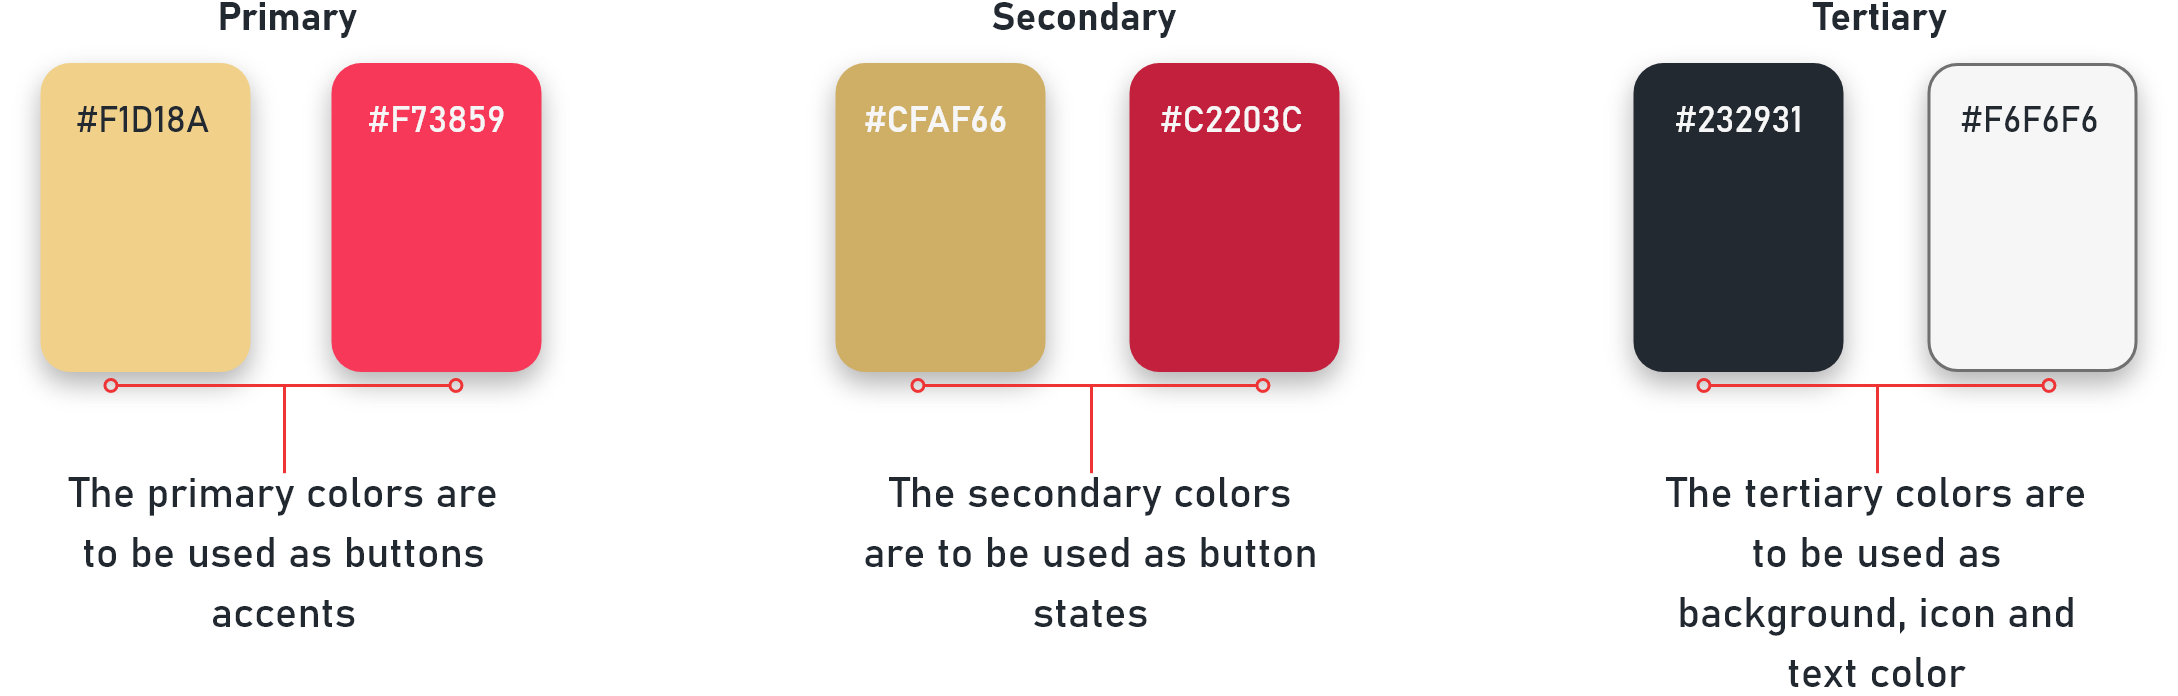 Primary
#F1D18A
#F73859
The primary colors are
to be used as buttons
accents
Secondary
#CFAF66
#C2203C
The secondary colors
are to be used as button
states
Tertiary
#232931
#F6F6F6
The tertiary colors are
to be used as
background, icon and
text color